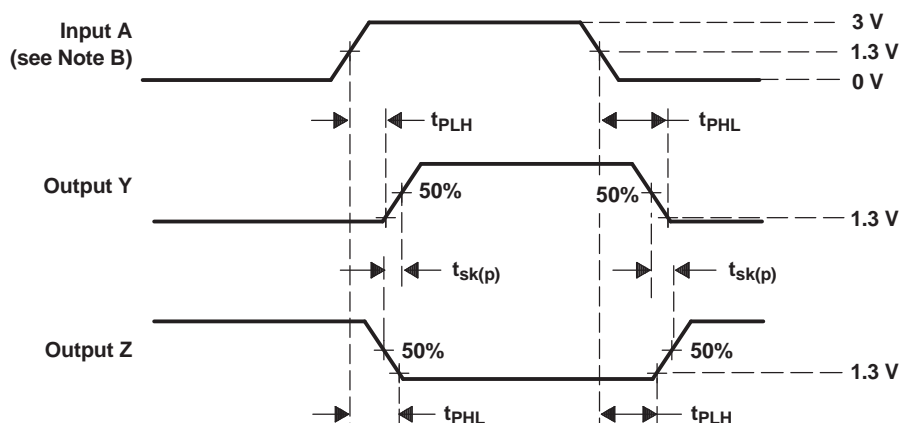 Input A
(see Note B)
3 V
1.3 V
0 V
tPLH
tPHL
Output Y
50%
50%
1.3 V
tsk(p)
tsk(p)
Output Z
50%
50%
1.3 V
tPHL
tPLH